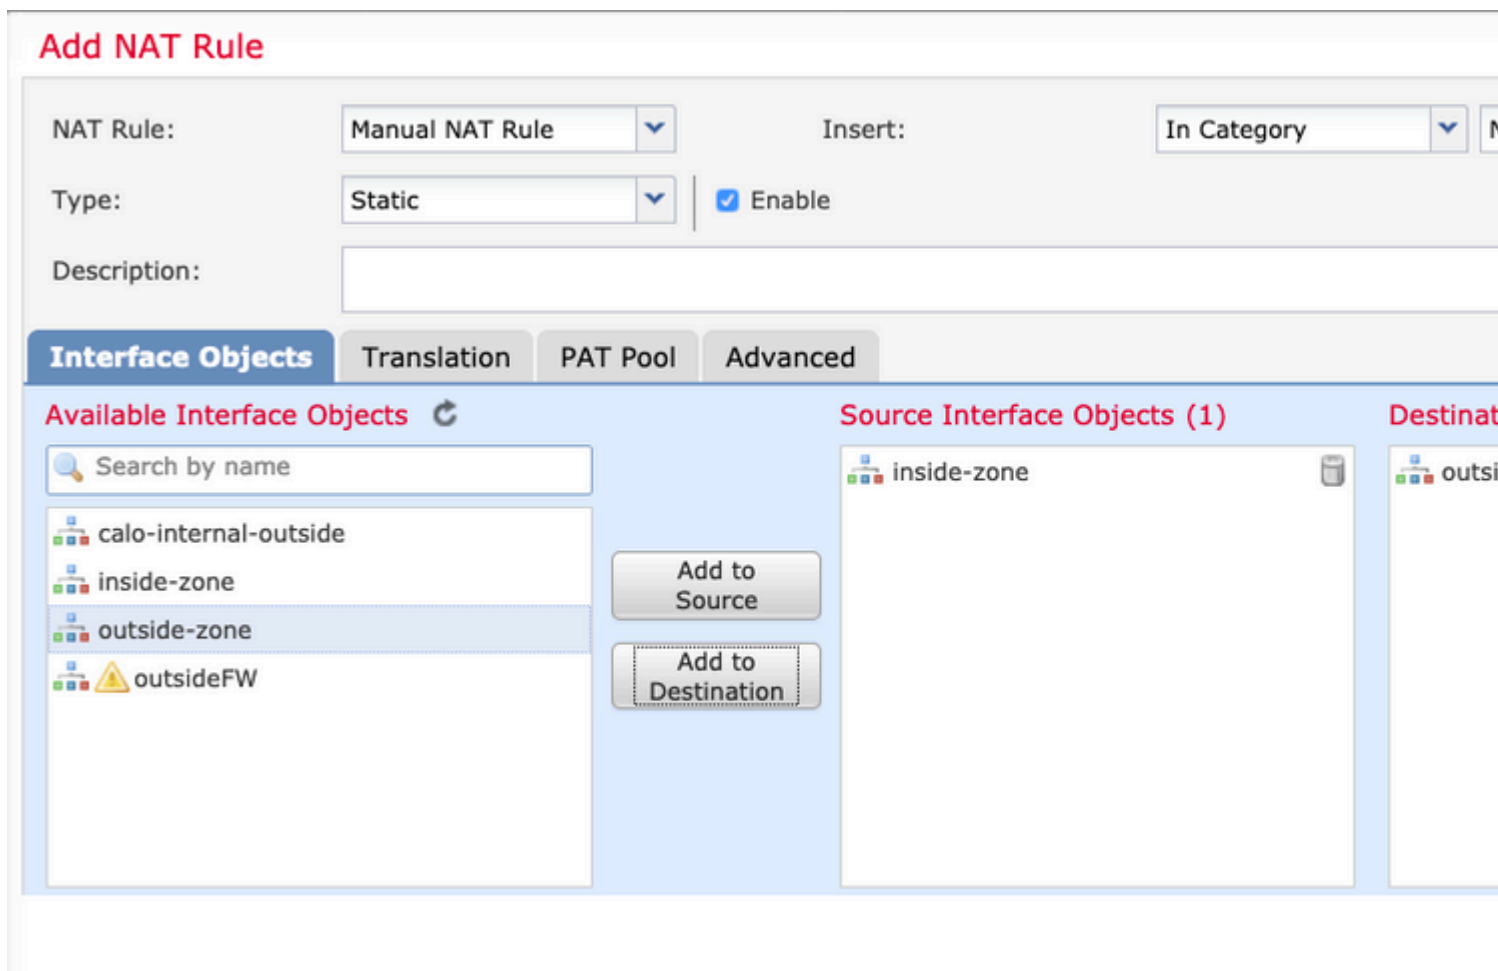 Add NAT Rule
NAT Rule: Manual NAT Rule Insert: In Category
Type: Static Enable
Description:
Interface Objects Translation PAT Pool Advanced
Available Interface Objects Source Interface Objects (1)
Search by name
inside-zone
calo-internal-outside
inside-zone
outside-zone
outsideFW
Add to
Source
Add to
Destination